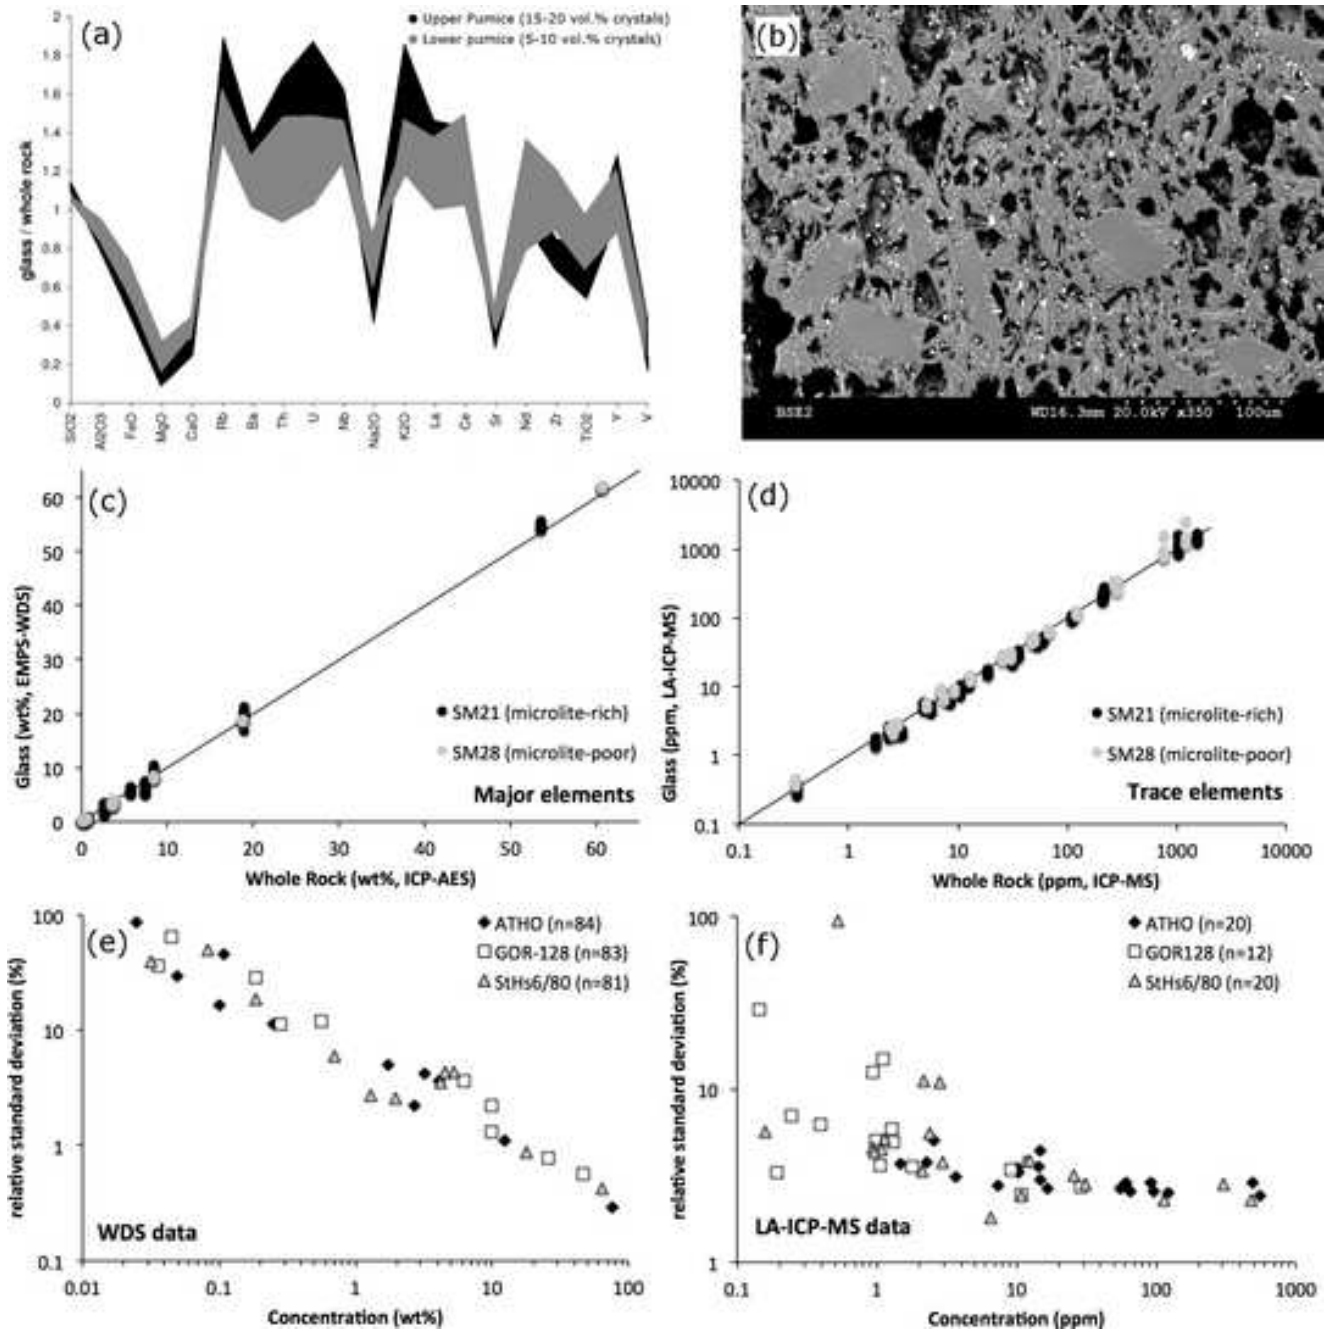 (a)
Upper Pumice (15-20 vol.% crystals)
Lower pumice (5-10 vol.% crystals)
glass / whole rock
2
1.8
1.6
1.4
1.2
1
0.8
0.6
0.4
0.2
0
SiO2
Al2O3
FeO
MgO
CaO
Rb
Ba
Th
U
Nb
Na2O
K2O
La
Ce
Sr
Nd
Zr
TiO2
Y
V
(b)
BSE2 WD16.3mm 20.0kV x350 100um
(c)
Glass (wt%, EMPS-WDS)
60
50
40
30
20
10
0
SM21 (microlite-rich)
SM28 (microlite-poor)
Major elements
0 10 20 30 40 50 60
Whole Rock (wt%, ICP-AES)
(d)
Glass (ppm, LA-ICP-MS)
10000
1000
100
10
1
0.1
SM21 (microlite-rich)
SM28 (microlite-poor)
Trace elements
0.1 1 10 100 1000 10000
Whole Rock (ppm, ICP-MS)
(e)
relative standard deviation (%)
100
10
1
0.1
ATHO (n=84)
GOR-128 (n=83)
StHs6/80 (n=81)
WDS data
0.01 0.1 1 10 100
Concentration (wt%)
(f)
relative standard deviation (%)
100
10
1
ATHO (n=20)
GOR128 (n=12)
StHs6/80 (n=20)
LA-ICP-MS data
0.1 1 10 100 1000
Concentration (ppm)